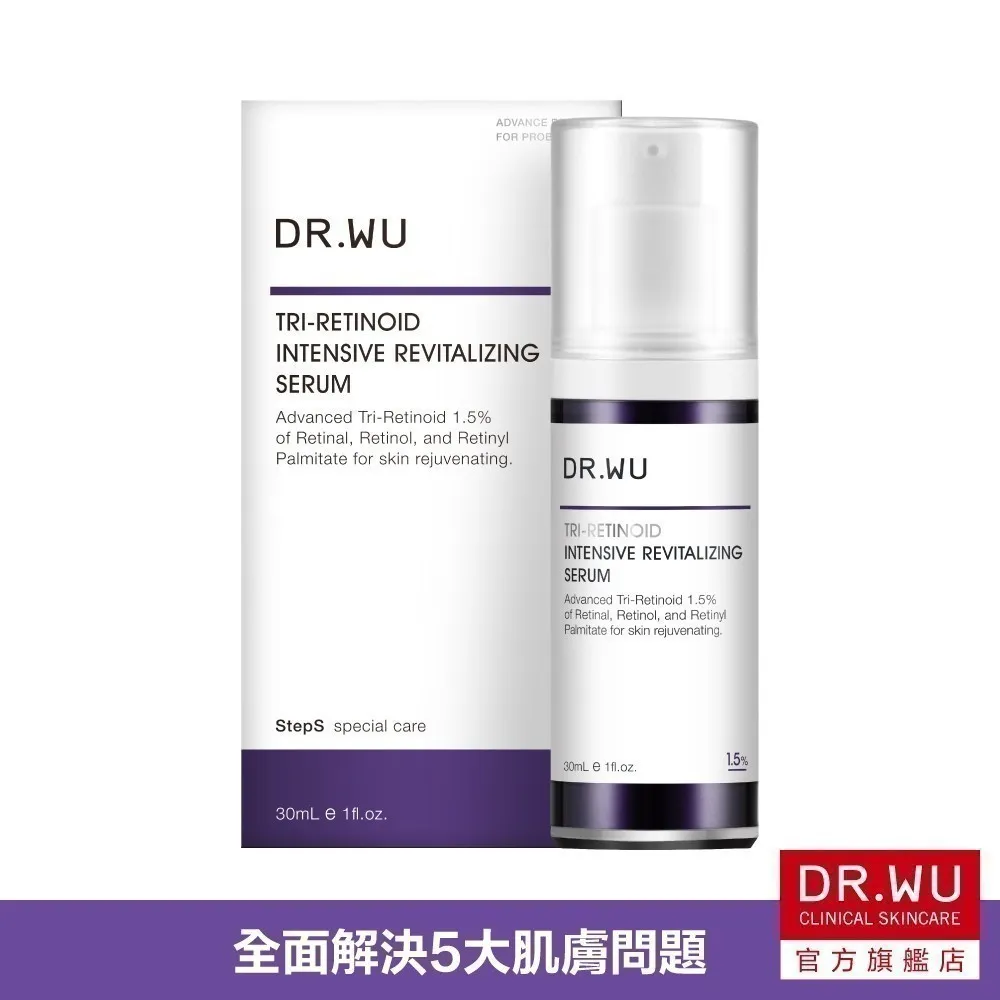 ADVANCE
FOR
DR.WU
TRI-RETINOID
INTENSIVE REVITALIZING
SERUM
Advanced Tri-Retinoid 1.5%
of Retinal, Retinol, and Retinyl
Palmitate for skin rejuvenating.
StepS special care
30mL e 1fl.oz.
DR.WU
TRI-RETINOID
INTENSIVE REVITALIZING
SERUM
Advanced Tri-Retinoid 1.5%
of Retinal, Retinol, and Retinyl
Palmitate for skin rejuvenating.
30mL e 1fl.oz.
1.5%
DR.WU
CLINICAL SKINCARE
官方旗艦店
全面解決5大肌膚問題